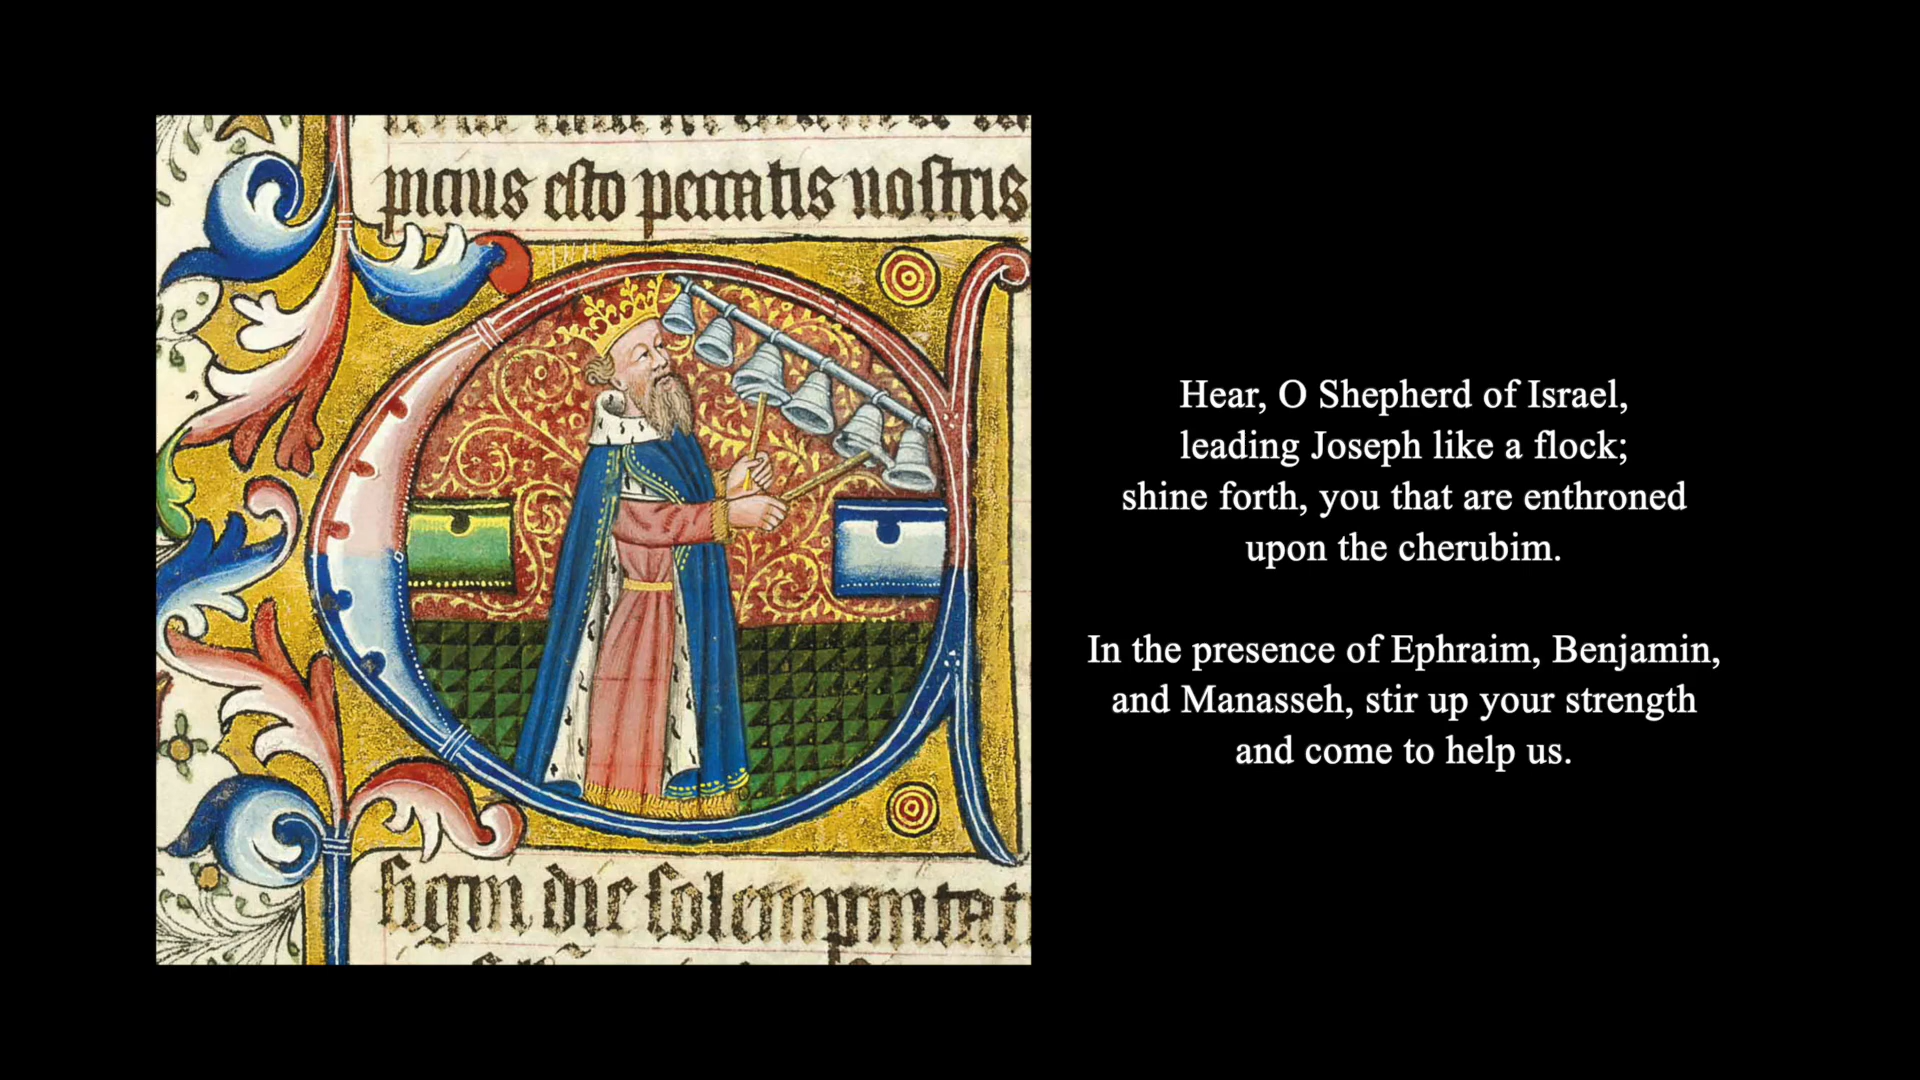 picius esto peccatis nostris
Hear, O Shepherd of Israel,
leading Joseph like a flock;
shine forth, you that are enthroned
upon the cherubim.
In the presence of Ephraim, Benjamin,
and Manasseh, stir up your strength
and come to help us.